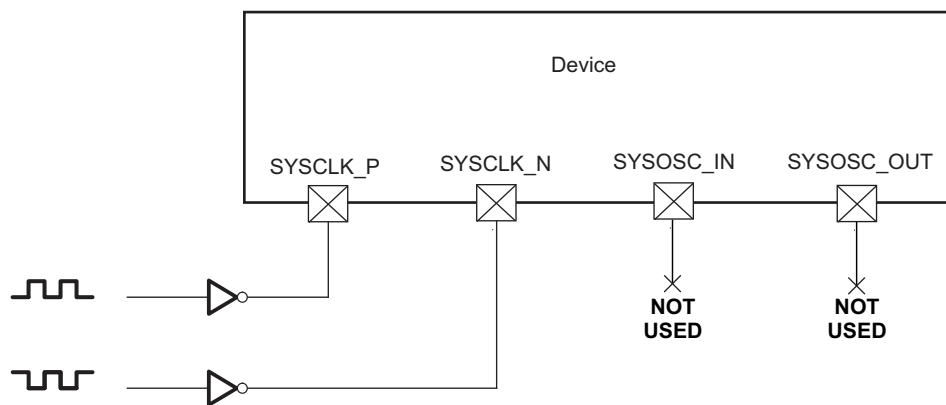 Device
SYSCLK_P
SYSCLK_N
SYSOSC_IN
SYSOSC_OUT
NOT
USED
NOT
USED